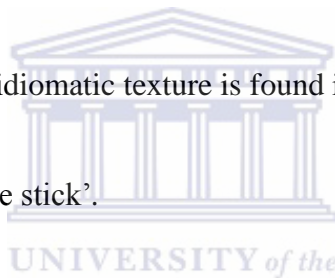 idiomatic texture is found i
e stick’.
UNIVERSITY of the